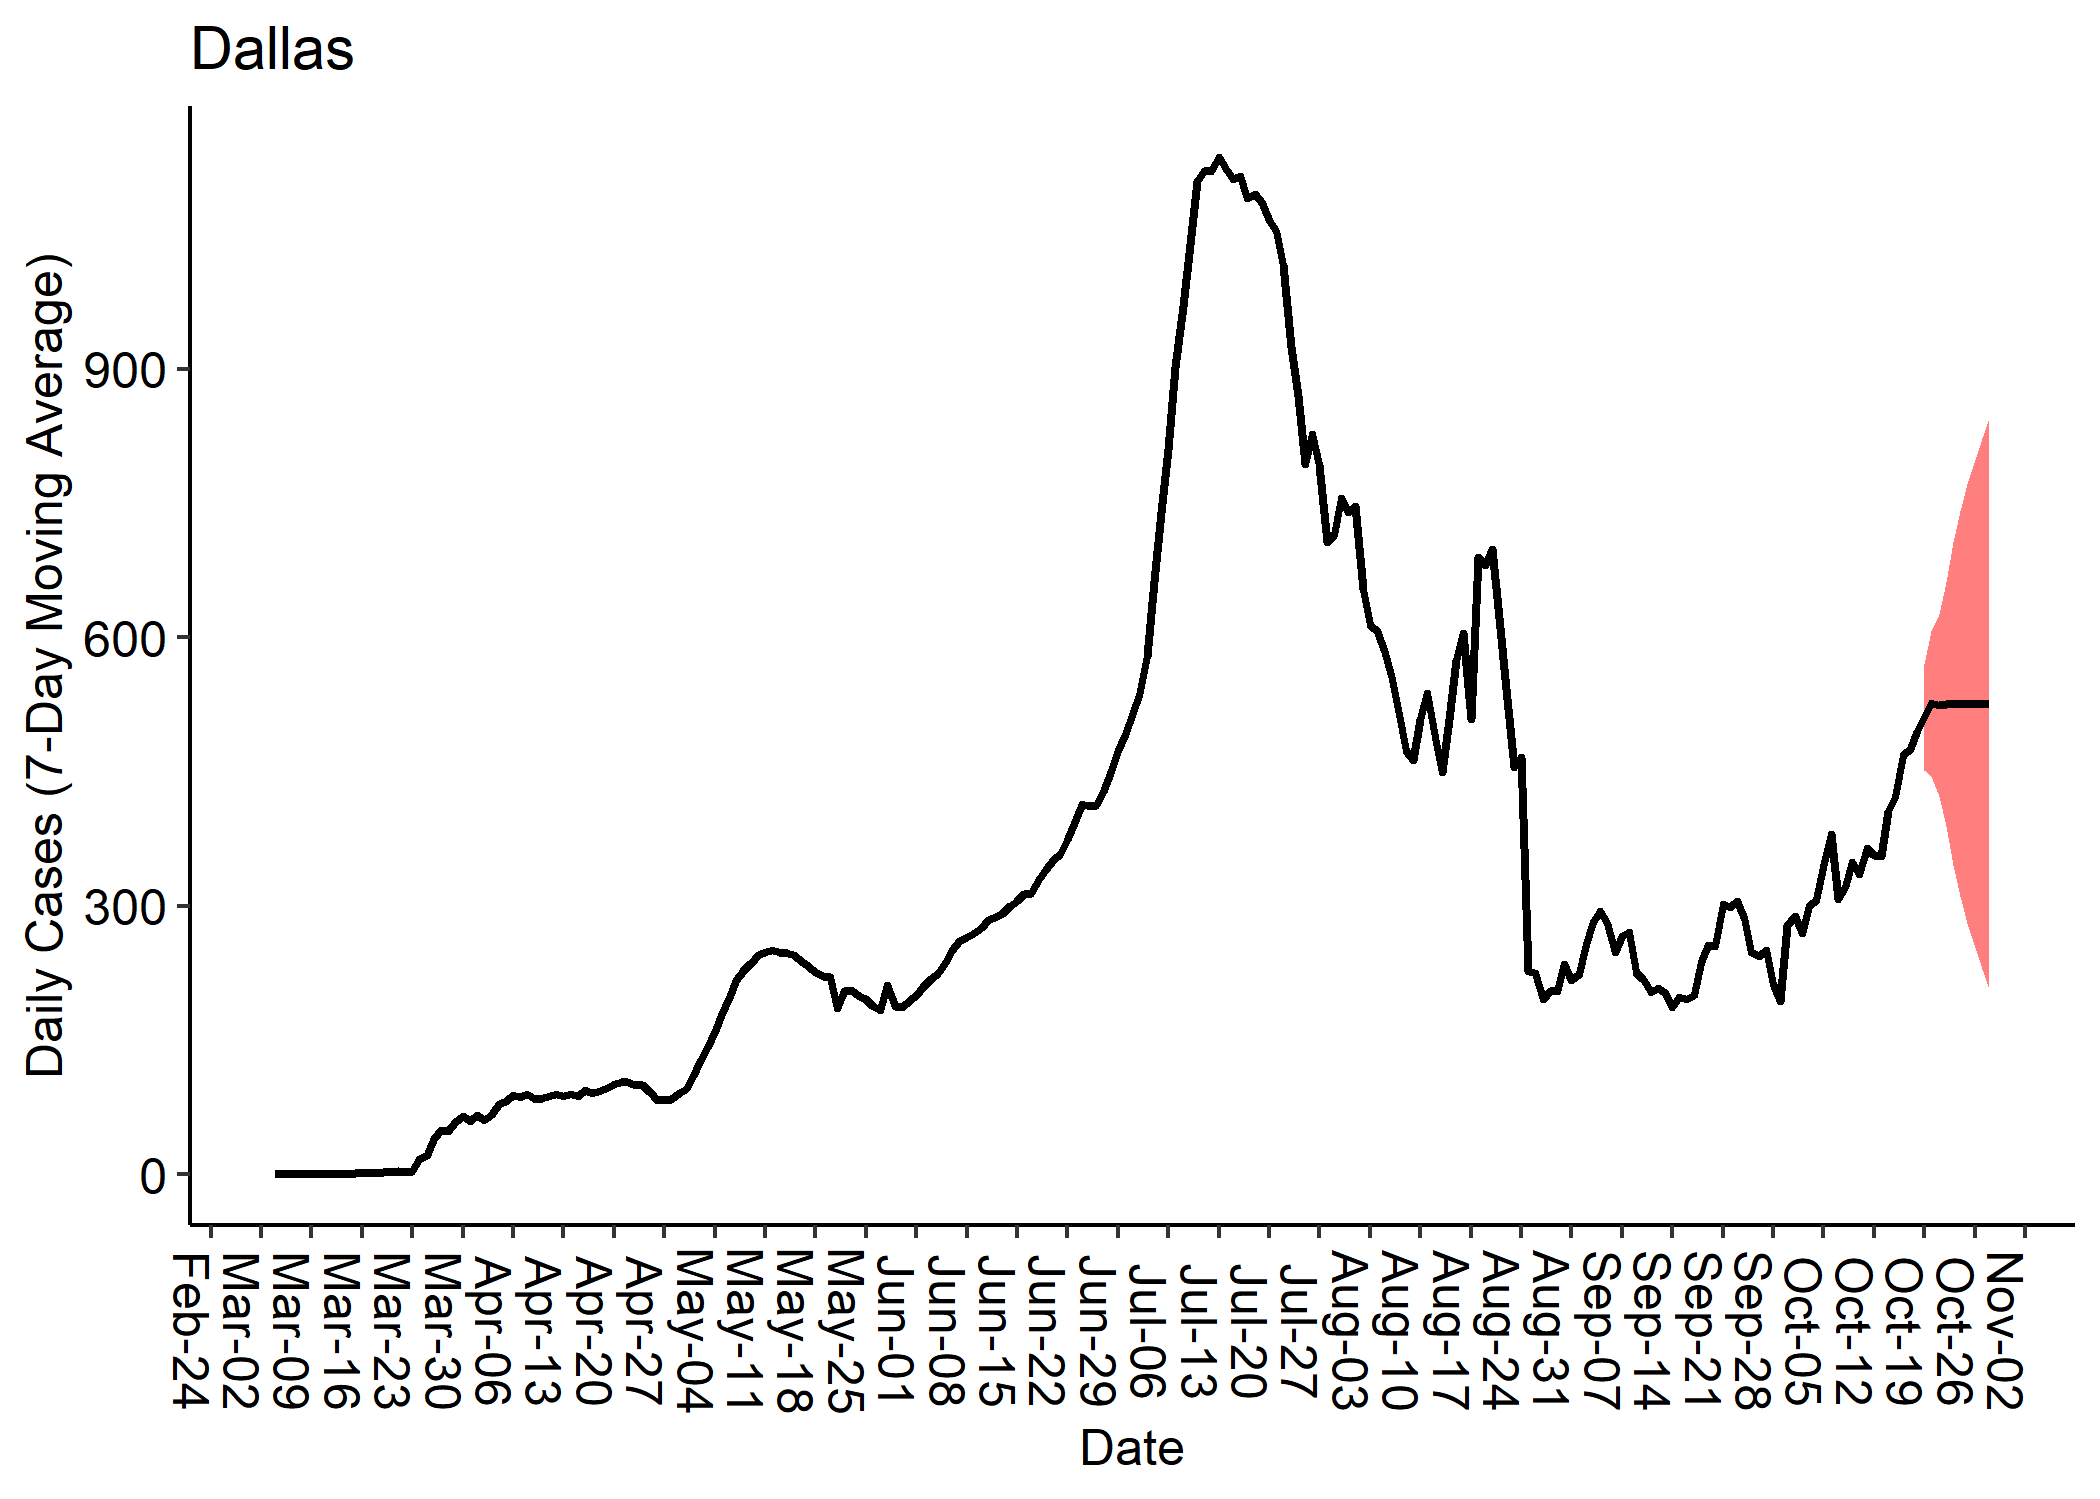 Dallas
Daily Cases (7-Day Moving Average)
900
600
300
0
Feb-24
Mar-02
Mar-09
Mar-16
Mar-23
Mar-30
Apr-06
Apr-13
Apr-20
Apr-27
May-04
May-11
May-18
May-25
Jun-01
Jun-08
Jun-15
Jun-22
Jun-29
Jul-06
Jul-13
Jul-20
Jul-27
Aug-03
Aug-10
Aug-17
Aug-24
Aug-31
Sep-07
Sep-14
Sep-21
Sep-28
Oct-05
Oct-12
Oct-19
Oct-26
Nov-02
Date